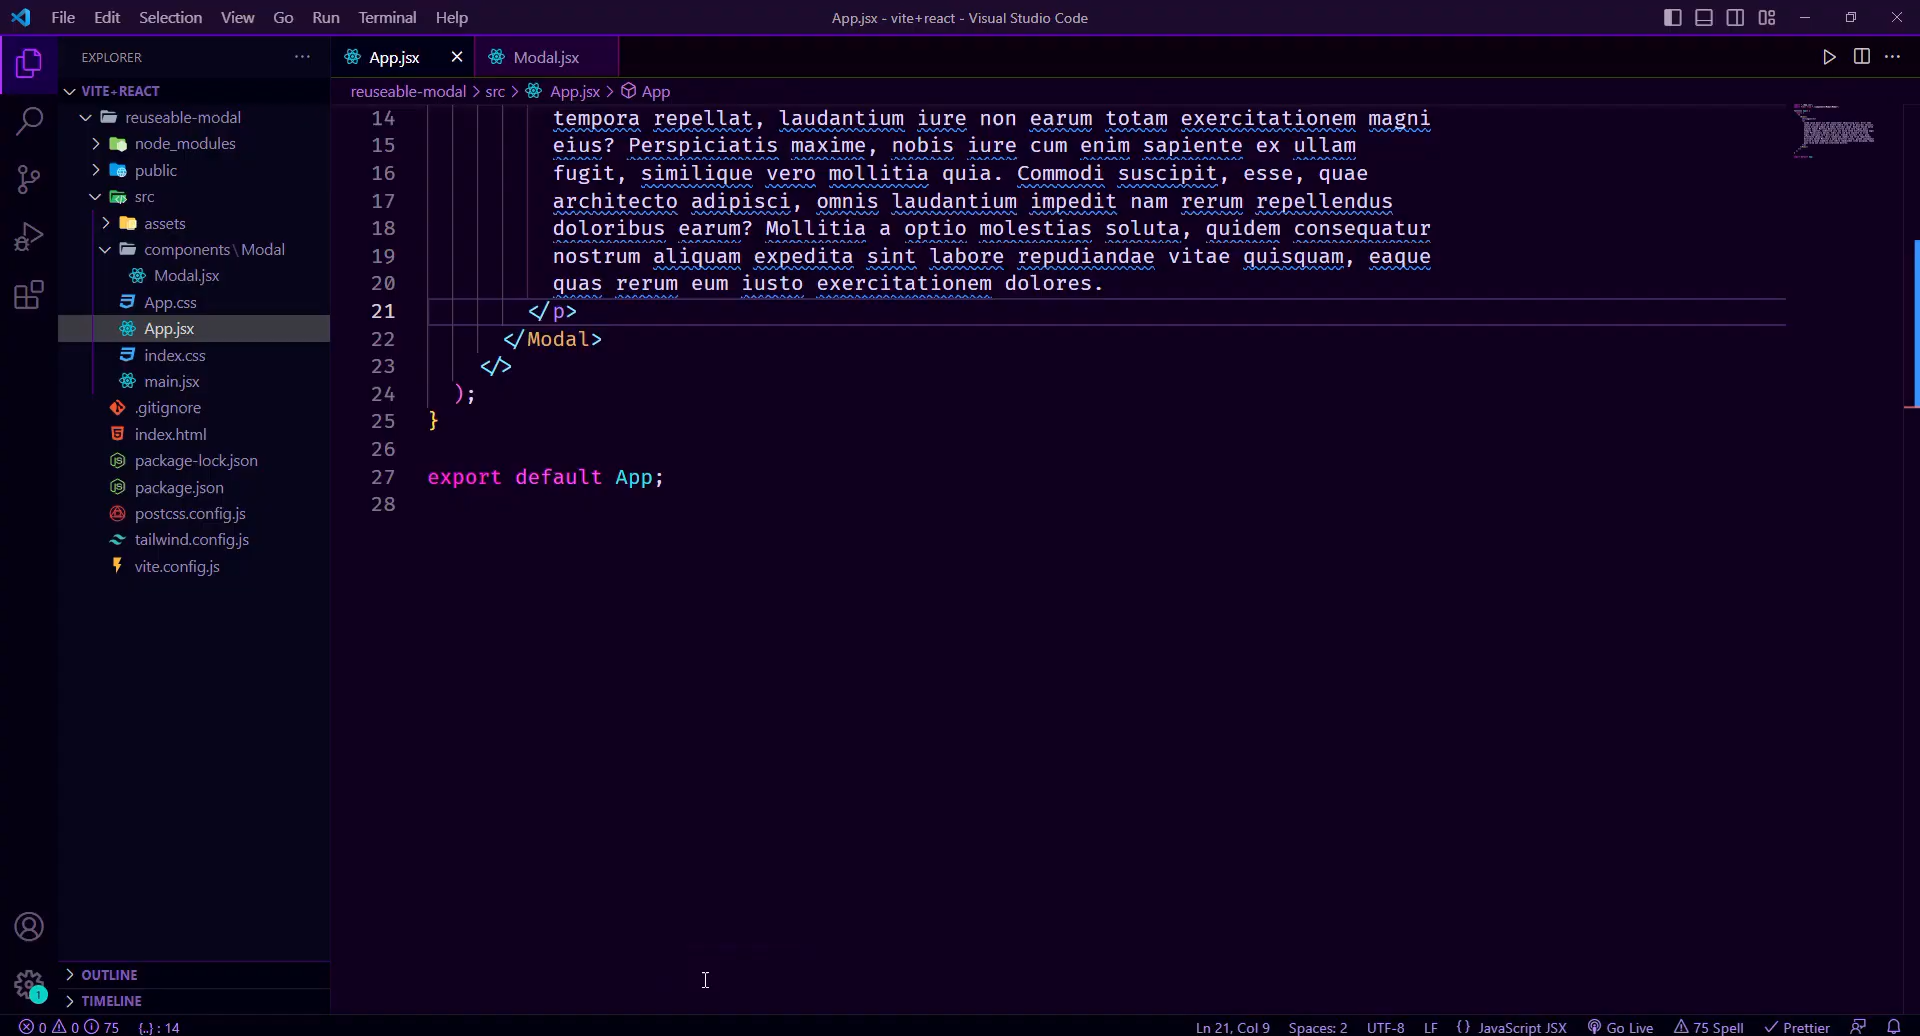 File Edit Selection View Go Run Terminal Help
App.jsx - vite+react - Visual Studio Code
EXPLORER
VITE+REACT
reuseable-modal
node_modules
public
src
assets
components\Modal
Modal.jsx
App.css
App.jsx
index.css
main.jsx
.gitignore
index.html
package-lock.json
package.json
postcss.config.js
tailwind.config.js
vite.config.js
OUTLINE
TIMELINE
1
App.jsx
Modal.jsx
reuseable-modal > src > App.jsx > App
14 tempora repellat, laudantium iure non earum totam exercitationem magni
15 eius? Perspiciatis maxime, nobis iure cum enim sapiente ex ullam
16 fugit, similique vero mollitia quia. Commodi suscipit, esse, quae
17 architecto adipisci, omnis laudantium impedit nam rerum repellendus
18 doloribus earum? Mollitia a optio molestias soluta, quidem consequatur
19 nostrum aliquam expedita sint labore repudiandae vitae quisquam, eaque
20 quas rerum eum iusto exercitationem dolores.
21 </p>
22 </Modal>
23 </>
24 );
25 }
26
27 export default App;
28
0 0 75 {..} : 14
Ln 21, Col 9 Spaces: 2 UTF-8 LF {} JavaScript JSX Go Live 75 Spell Prettier